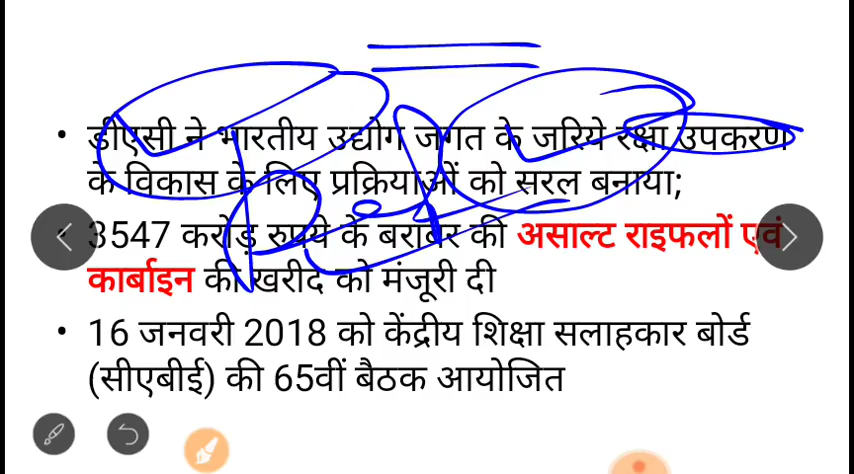 • डीएसी ने भारतीय उद्योग जगत के जरिये रक्षा उपकरण
के विकास के लिए प्रक्रियाओं को सरल बनाया;
3547 करोड़ रुपये के बराबर की असाल्ट राइफलों एवं
कार्बाइन की खरीद को मंजूरी दी
• 16 जनवरी 2018 को केंद्रीय शिक्षा सलाहकार बोर्ड
(सीएबीई) की 65वीं बैठक आयोजित